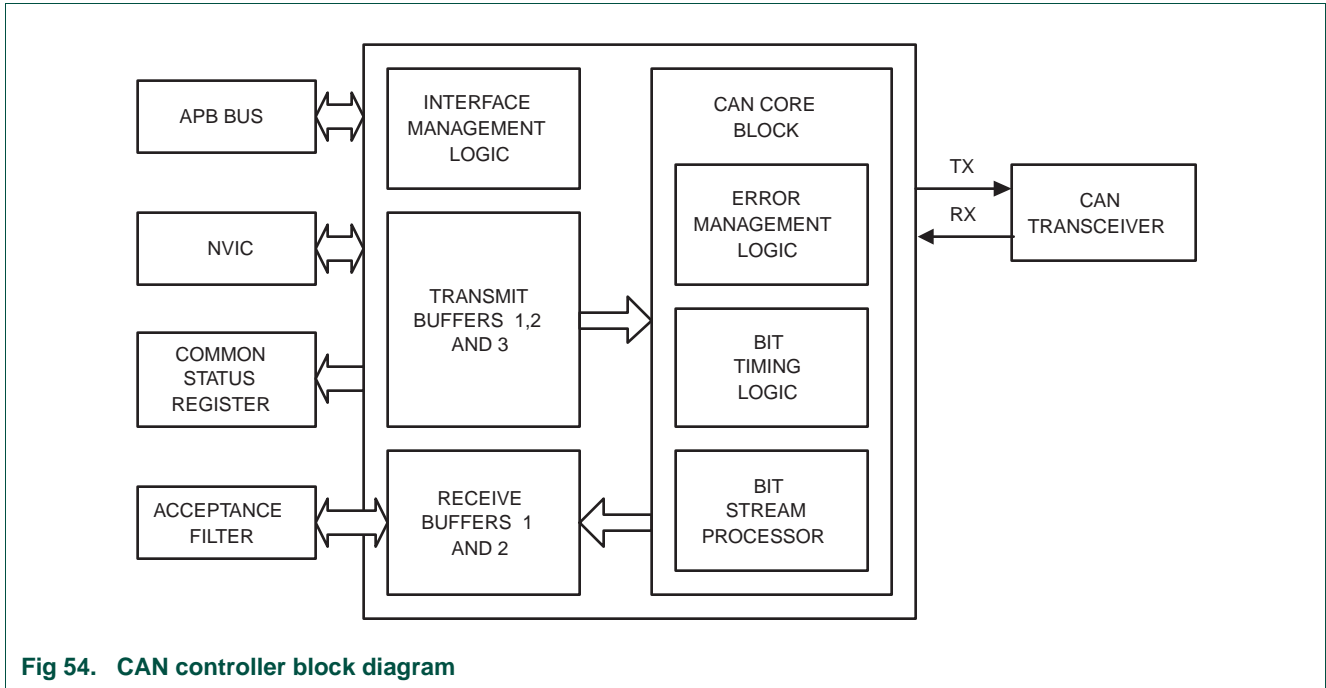 APB BUS
NVIC
COMMON
STATUS
REGISTER
ACCEPTANCE
FILTER
INTERFACE
MANAGEMENT
LOGIC
TRANSMIT
BUFFERS 1,2
AND 3
RECEIVE
BUFFERS 1
AND 2
CAN CORE
BLOCK
ERROR
MANAGEMENT
LOGIC
BIT
TIMING
LOGIC
BIT
STREAM
PROCESSOR
TX
RX
CAN
TRANSCEIVER
Fig 54. CAN controller block diagram